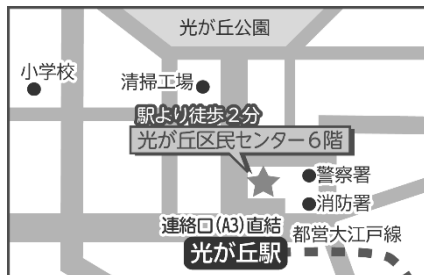 光が丘公園
小学校
清掃工場
駅より徒歩2分
光が丘区民センター6階
警察署
消防署
連絡口(A3)直結
都営大江戸線
光が丘駅